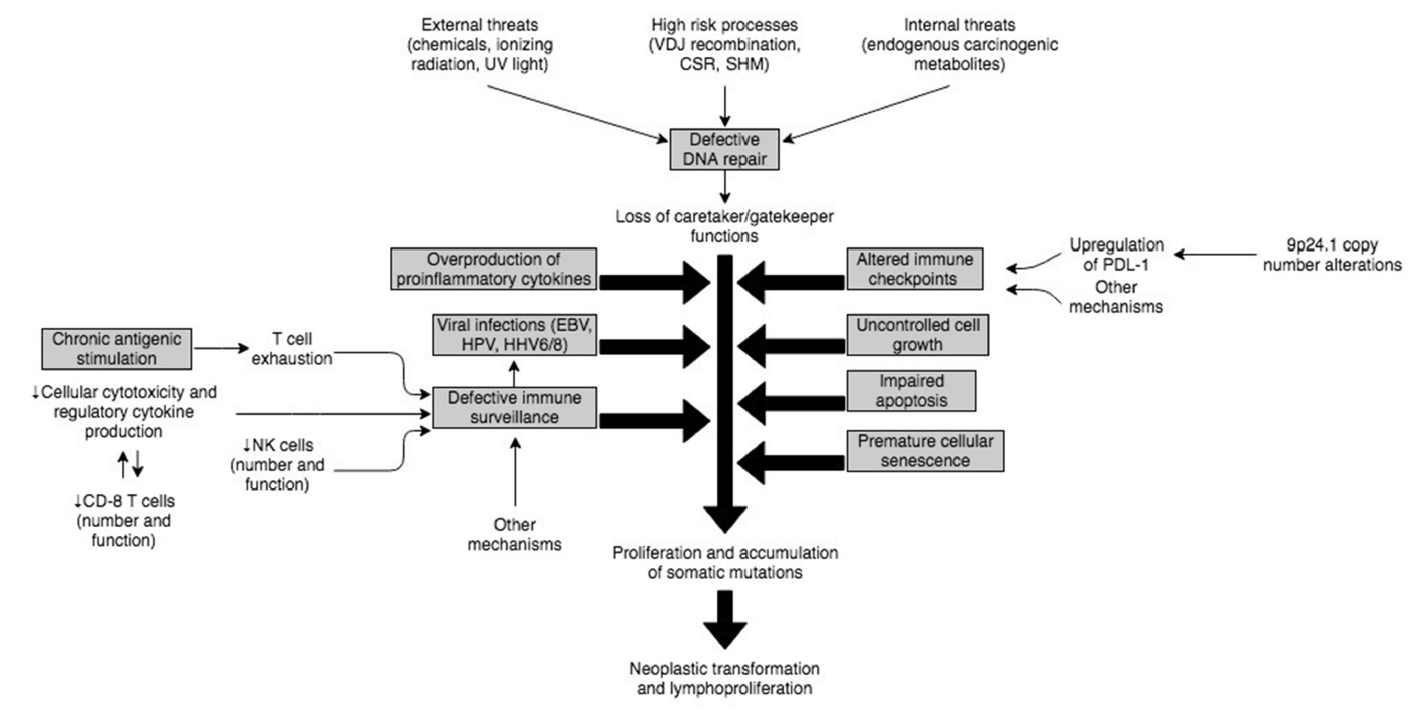 External threats
(chemicals, ionizing
radiation, UV light)
High risk processes
(VDJ recombination,
CSR, SHM)
Internal threats
(endogenous carcinogenic
metabolites)
Defective
DNA repair
Loss of caretaker/gatekeeper
functions
Overproduction of
proinflammatory cytokines
Altered immune
checkpoints
Upregulation
of PDL-1
9p24.1 copy
number alterations
Other
mechanisms
Chronic antigenic
stimulation
T cell
exhaustion
Viral infections (EBV,
HPV, HHV6/8)
Uncontrolled cell
growth
↓Cellular cytotoxicity and
regulatory cytokine
production
Defective immune
surveillance
Impaired
apoptosis
↓NK cells
(number and
function)
Premature cellular
senescence
↓CD-8 T cells
(number and
function)
Other
mechanisms
Proliferation and accumulation
of somatic mutations
Neoplastic transformation
and lymphoproliferation